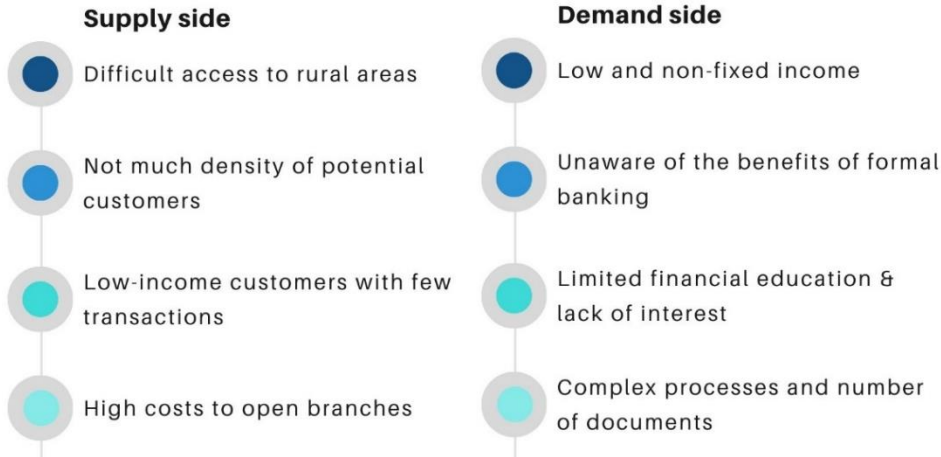 Supply side
Difficult access to rural areas
Not much density of potential
customers
Low-income customers with few
transactions
High costs to open branches
Demand side
Low and non-fixed income
Unaware of the benefits of formal
banking
Limited financial education &
lack of interest
Complex processes and number
of documents